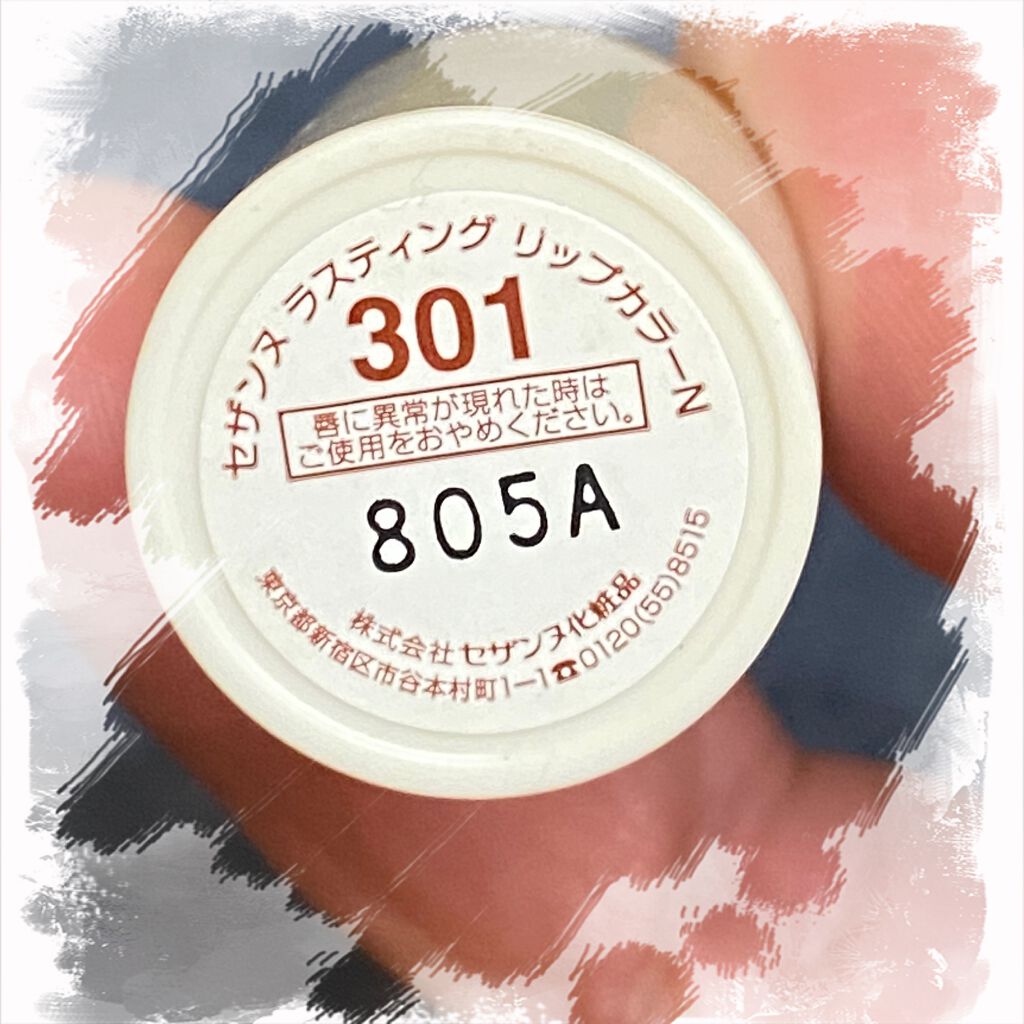 セザンヌ ラスティング リップカラーN
301
唇に異常が現れた時は
ご使用をおやめください。
805A
株式会社セザンヌ化粧品
東京都新宿区市谷本村町1-1☎0120(55)8515